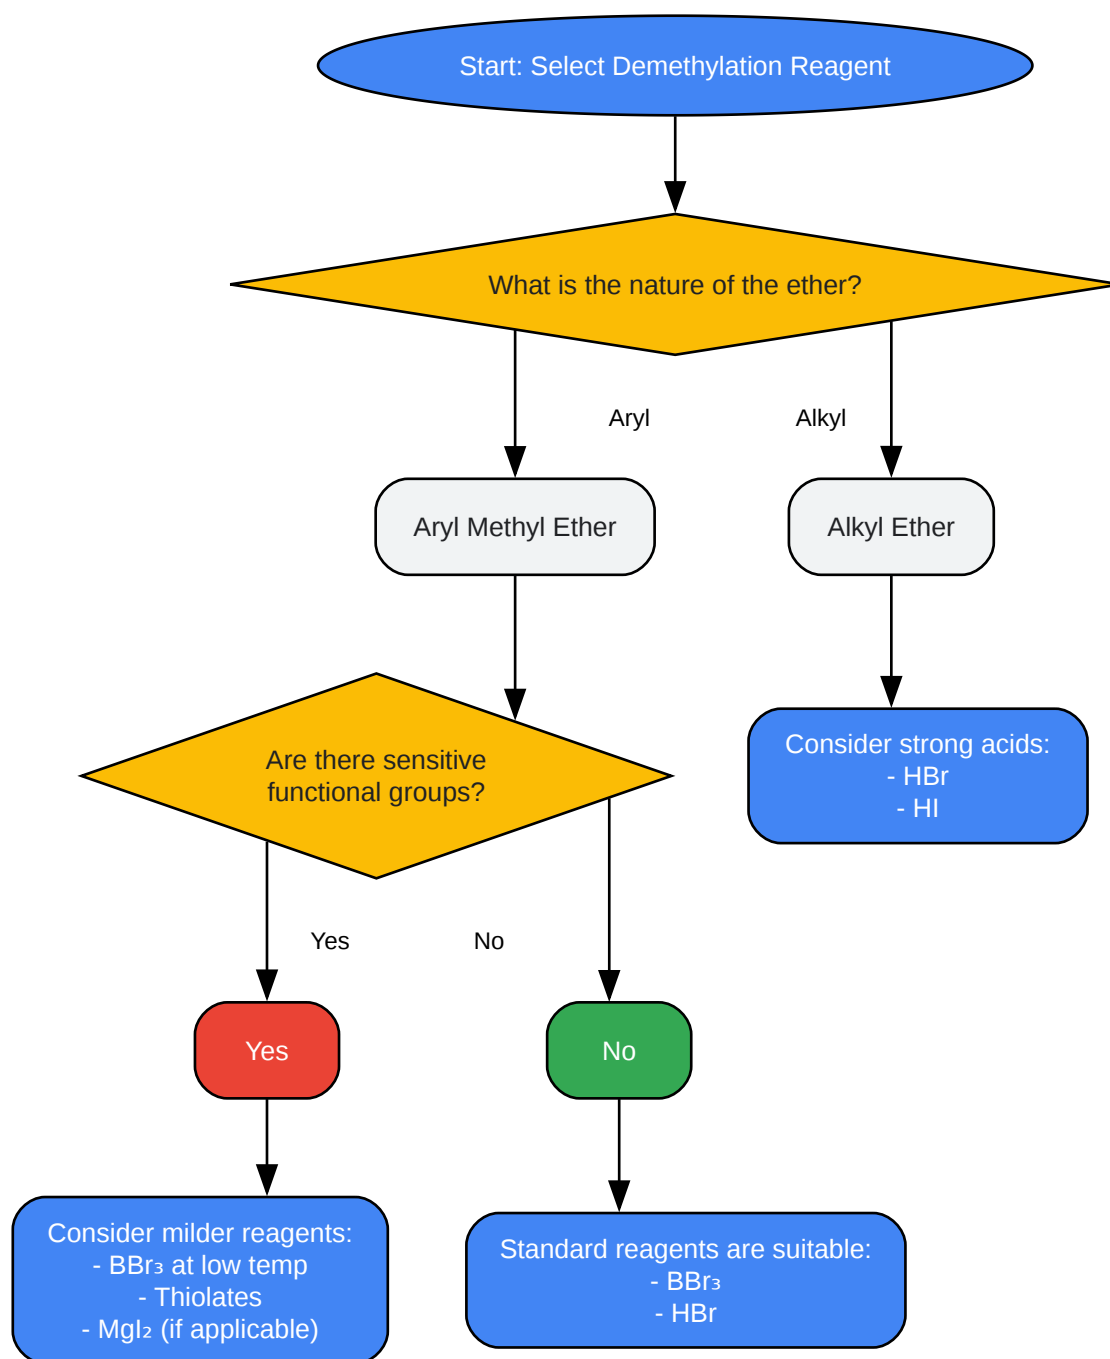 Start: Select Demethylation Reagent
What is the nature of the ether?
Aryl
Alkyl
Aryl Methyl Ether
Alkyl Ether
Are there sensitive
functional groups?
Consider strong acids:
- HBr
- HI
Yes
No
Yes
No
Consider milder reagents:
- BBr₃ at low temp
- Thiolates
- MgI₂ (if applicable)
Standard reagents are suitable:
- BBr₃
- HBr